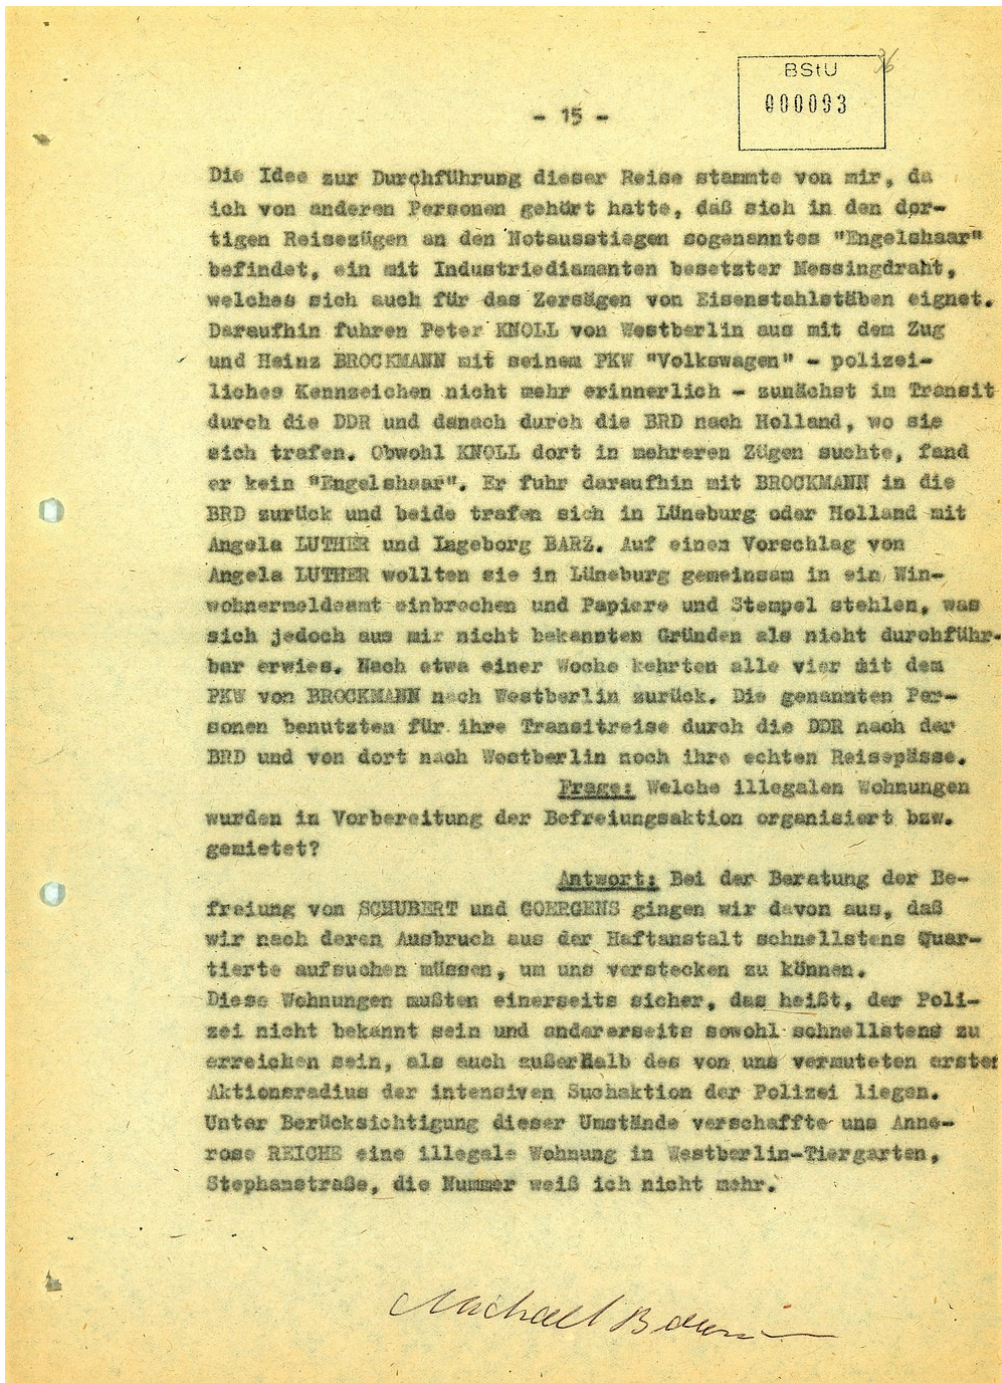 BStU
96
000093
- 15 -
Die Idee zur Durchführung dieser Reise stammte von mir, da
ich von anderen Personen gehört hatte, daß sich in den dor-
tigen Reisezügen an den Notausstiegen sogenanntes "Engelshaar"
befindet, ein mit Industriediamanten besetzter Messingdraht,
welches sich auch für das Zersägen von Eisenstahlstäben eignet.
Daraufhin fuhren Peter KNOLL von Westberlin aus mit dem Zug
und Heinz BROCKMANN mit seinem PKW "Volkswagen" - polizei-
liches Kennzeichen nicht mehr erinnerlich - zunächst im Transit
durch die DDR und danach durch die BRD nach Holland, wo sie
sich trafen. Obwohl KNOLL dort in mehreren Zügen suchte, fand
er kein "Engelshaar". Er fuhr daraufhin mit BROCKMANN in die
BRD zurück und beide trafen sich in Lüneburg oder Holland mit
Angela LUTHER und Ingeborg BARZ. Auf einen Vorschlag von
Angela LUTHER wollten sie in Lüneburg gemeinsam in ein Win-
wohnermeldeamt einbrechen und Papiere und Stempel stehlen, was
sich jedoch aus mir nicht bekannten Gründen als nicht durchführ-
bar erwies. Nach etwa einer Woche kehrten alle vier mit dem
PKW von BROCKMANN nach Westberlin zurück. Die genannten Per-
sonen benutzten für ihre Transitreise durch die DDR nach der
BRD und von dort nach Westberlin noch ihre echten Reisepässe.
Frage: Welche illegalen Wohnungen
wurden in Vorbereitung der Befreiungsaktion organisiert bzw.
gemietet?
Antwort: Bei der Beratung der Be-
freiung von SCHUBERT und GOERGENS gingen wir davon aus, daß
wir nach deren Ausbruch aus der Haftanstalt schnellstens Quar-
tierte aufsuchen müssen, um uns verstecken zu können.
Diese Wohnungen mußten einerseits sicher, das heißt, der Poli-
zei nicht bekannt sein und andererseits sowohl schnellstens zu
erreichen sein, als auch außerhalb des von uns vermuteten ersten
Aktionsradius der intensiven Suchaktion der Polizei liegen.
Unter Berücksichtigung dieser Umstände verschaffte uns Anne-
rose REICHE eine illegale Wohnung in Westberlin-Tiergarten,
Stephanstraße, die Nummer weiß ich nicht mehr.
Michael